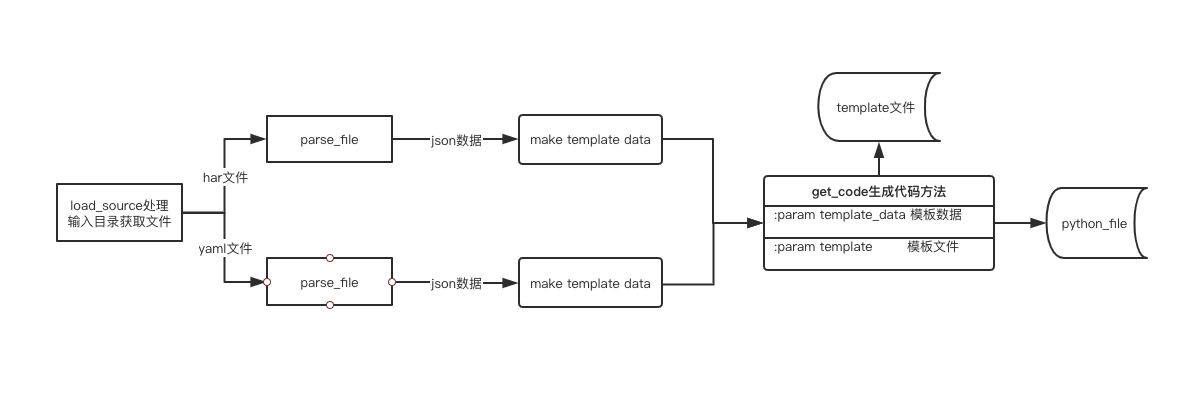 load_source处理
输入目录获取文件
har文件
yaml文件
parse_file
json数据
make template data
parse_file
json数据
make template data
template文件
get_code生成代码方法
:param template_data 模板数据
:param template 模板文件
python_file